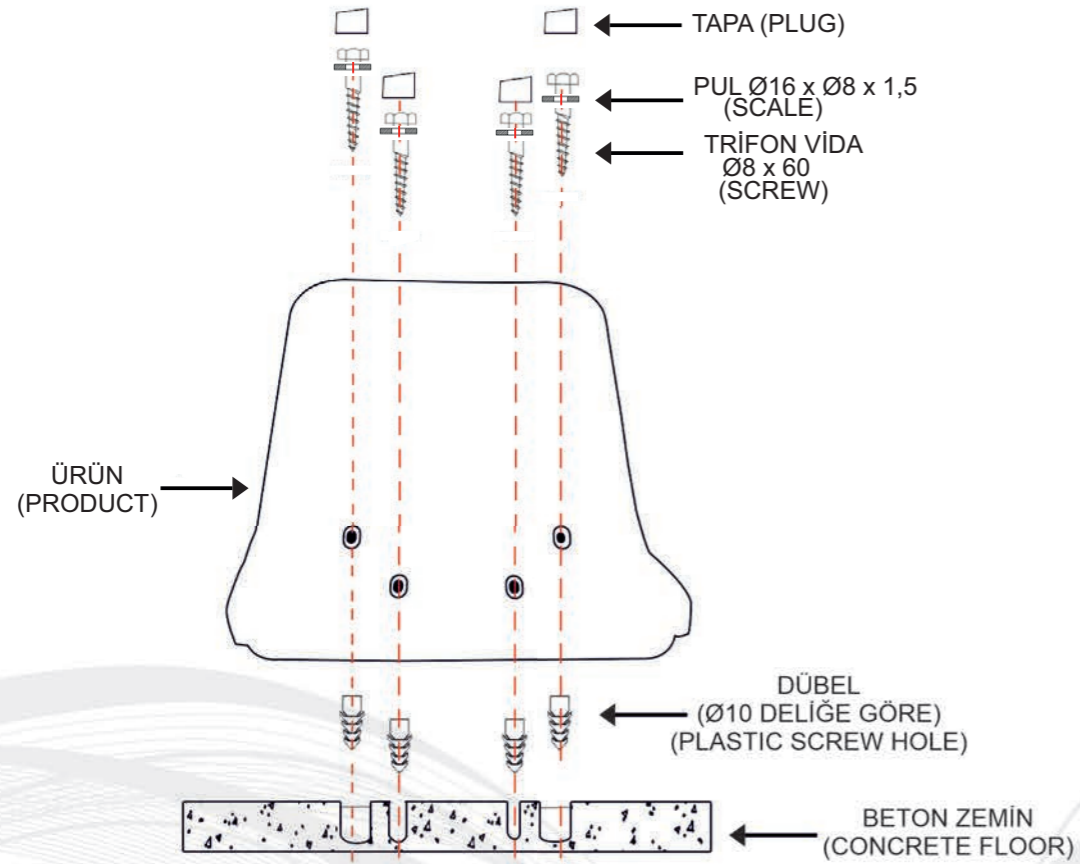 TAPA (PLUG)
PUL Ø16 x Ø8 x 1,5
(SCALE)
TRİFON VİDA
Ø8 x 60
(SCREW)
ÜRÜN
(PRODUCT)
DÜBEL
(Ø10 DELİĞE GÖRE)
(PLASTIC SCREW HOLE)
BETON ZEMİN
(CONCRETE FLOOR)